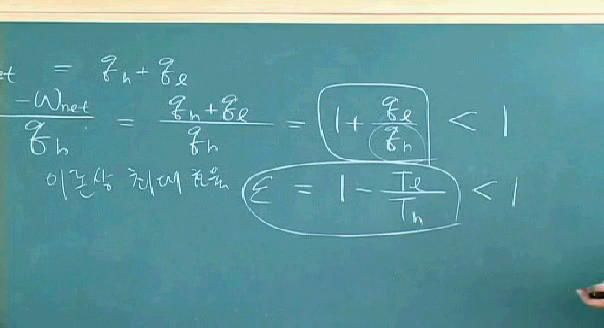 et = q_h + q_l
-w_net / q_h = (q_h + q_l) / q_h = 1 + q_l / q_h < 1
이론상 최대 효율 ε = 1 - T_l / T_h < 1